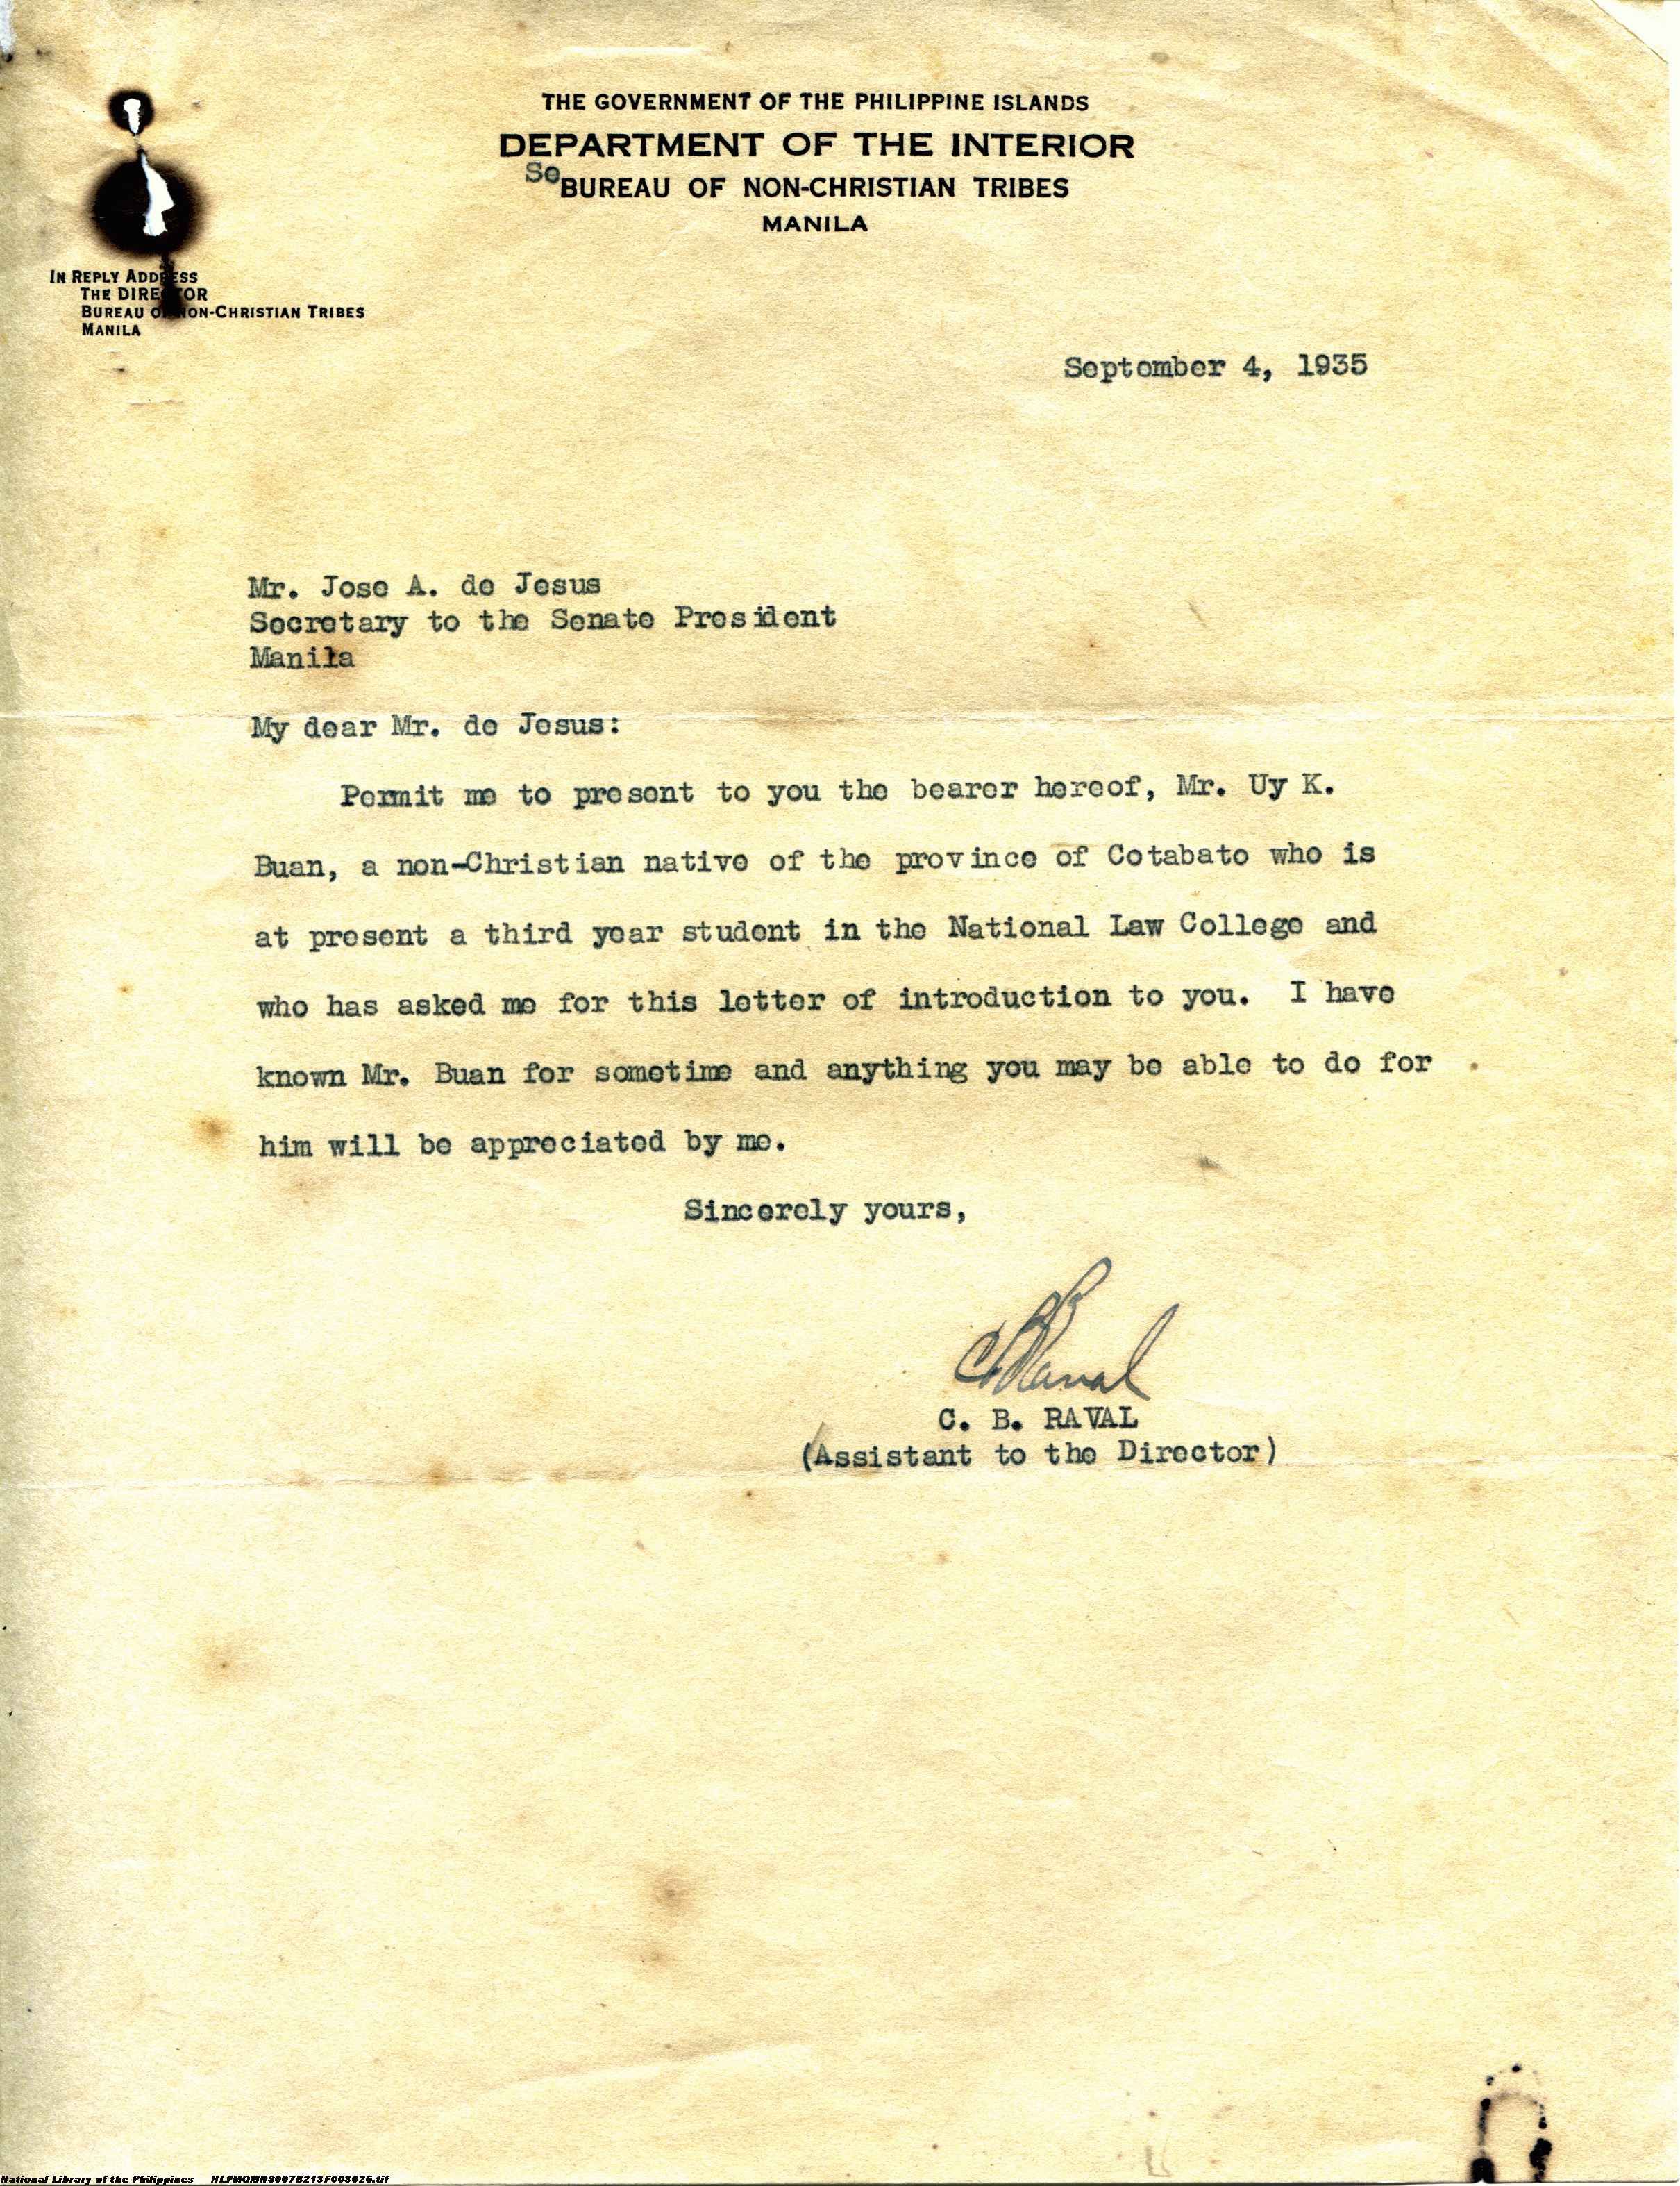 THE GOVERNMENT OF THE PHILIPPINE ISLANDS
DEPARTMENT OF THE INTERIOR
So
BUREAU OF NON-CHRISTIAN TRIBES
MANILA
IN REPLY ADDRESS
THE DIRECTOR
BUREAU OF NON-CHRISTIAN TRIBES
MANILA
September 4, 1935
Mr. Jose A. de Jesus
Secretary to the Senate President
Manila
My dear Mr. de Jesus:
Permit me to present to you the bearer hereof, Mr. Uy K.
Buan, a non-Christian native of the province of Cotabato who is
at present a third year student in the National Law College and
who has asked me for this letter of introduction to you. I have
known Mr. Buan for sometime and anything you may be able to do for
him will be appreciated by me.
Sincerely yours,
C B Raval
C. B. RAVAL
(Assistant to the Director)
National Library of the Philippines NLPMQMNS007B213F003026.tif